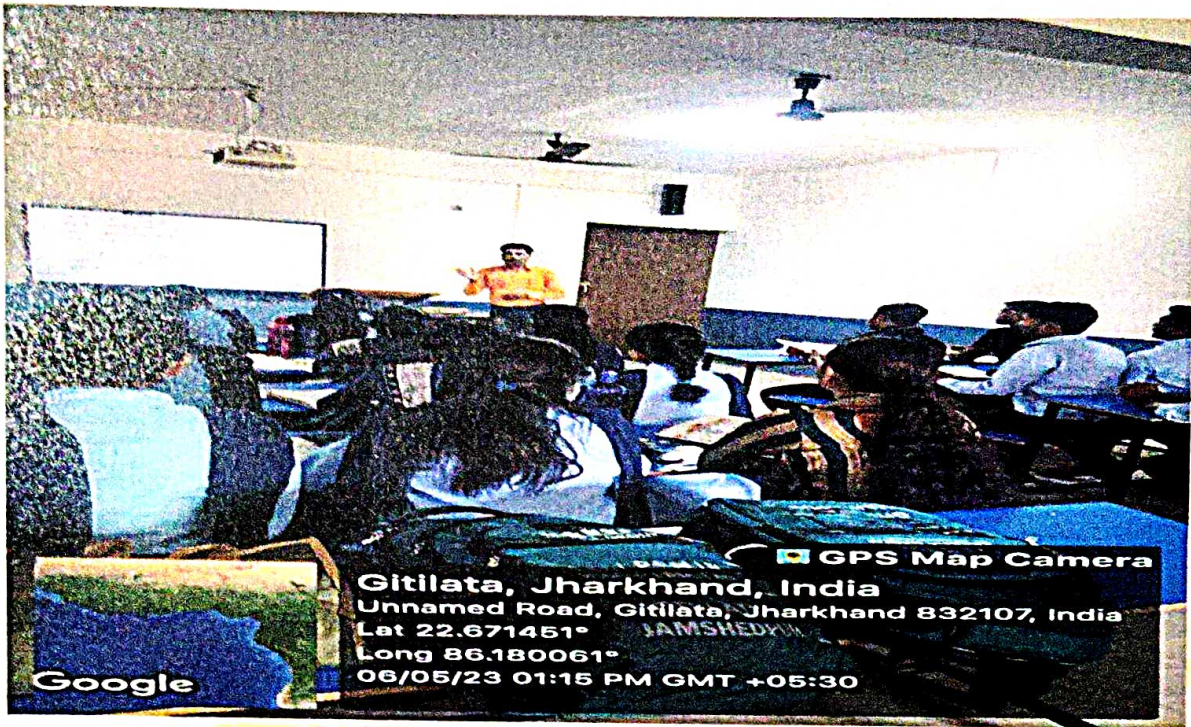 GPS Map Camera
Gitilata, Jharkhand, India
Unnamed Road, Gitilata, Jharkhand 832107, India
Lat 22.671451°
JAMSHEDPUR
Long 86.180061°
06/05/23 01:15 PM GMT +05:30
Google